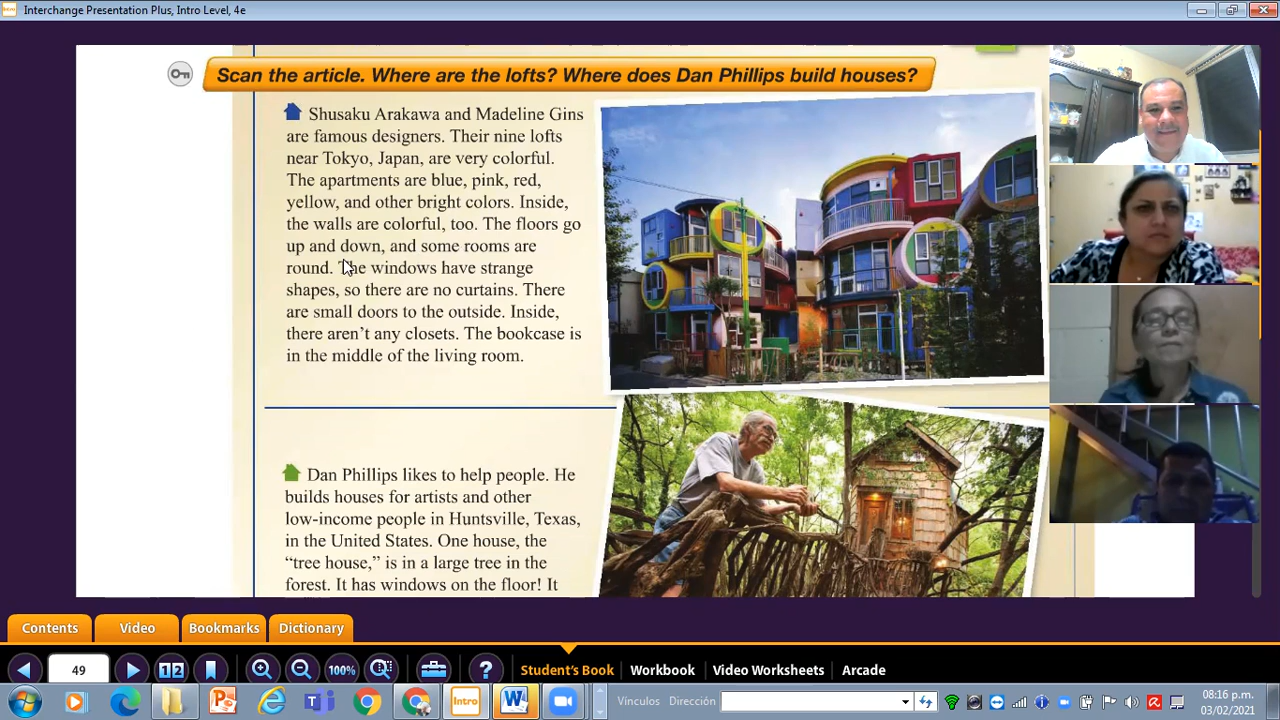 Interchange Presentation Plus, Intro Level, 4e
Scan the article. Where are the lofts? Where does Dan Phillips build houses?
Shusaku Arakawa and Madeline Gins
are famous designers. Their nine lofts
near Tokyo, Japan, are very colorful.
The apartments are blue, pink, red,
yellow, and other bright colors. Inside,
the walls are colorful, too. The floors go
up and down, and some rooms are
round. The windows have strange
shapes, so there are no curtains. There
are small doors to the outside. Inside,
there aren't any closets. The bookcase is
in the middle of the living room.
Dan Phillips likes to help people. He
builds houses for artists and other
low-income people in Huntsville, Texas,
in the United States. One house, the
“tree house,” is in a large tree in the
forest. It has windows on the floor! It
Contents Video Bookmarks Dictionary
49 12 100% ? Student's Book Workbook Video Worksheets Arcade
Intro Vínculos Dirección 08:16 p.m.
03/02/2021